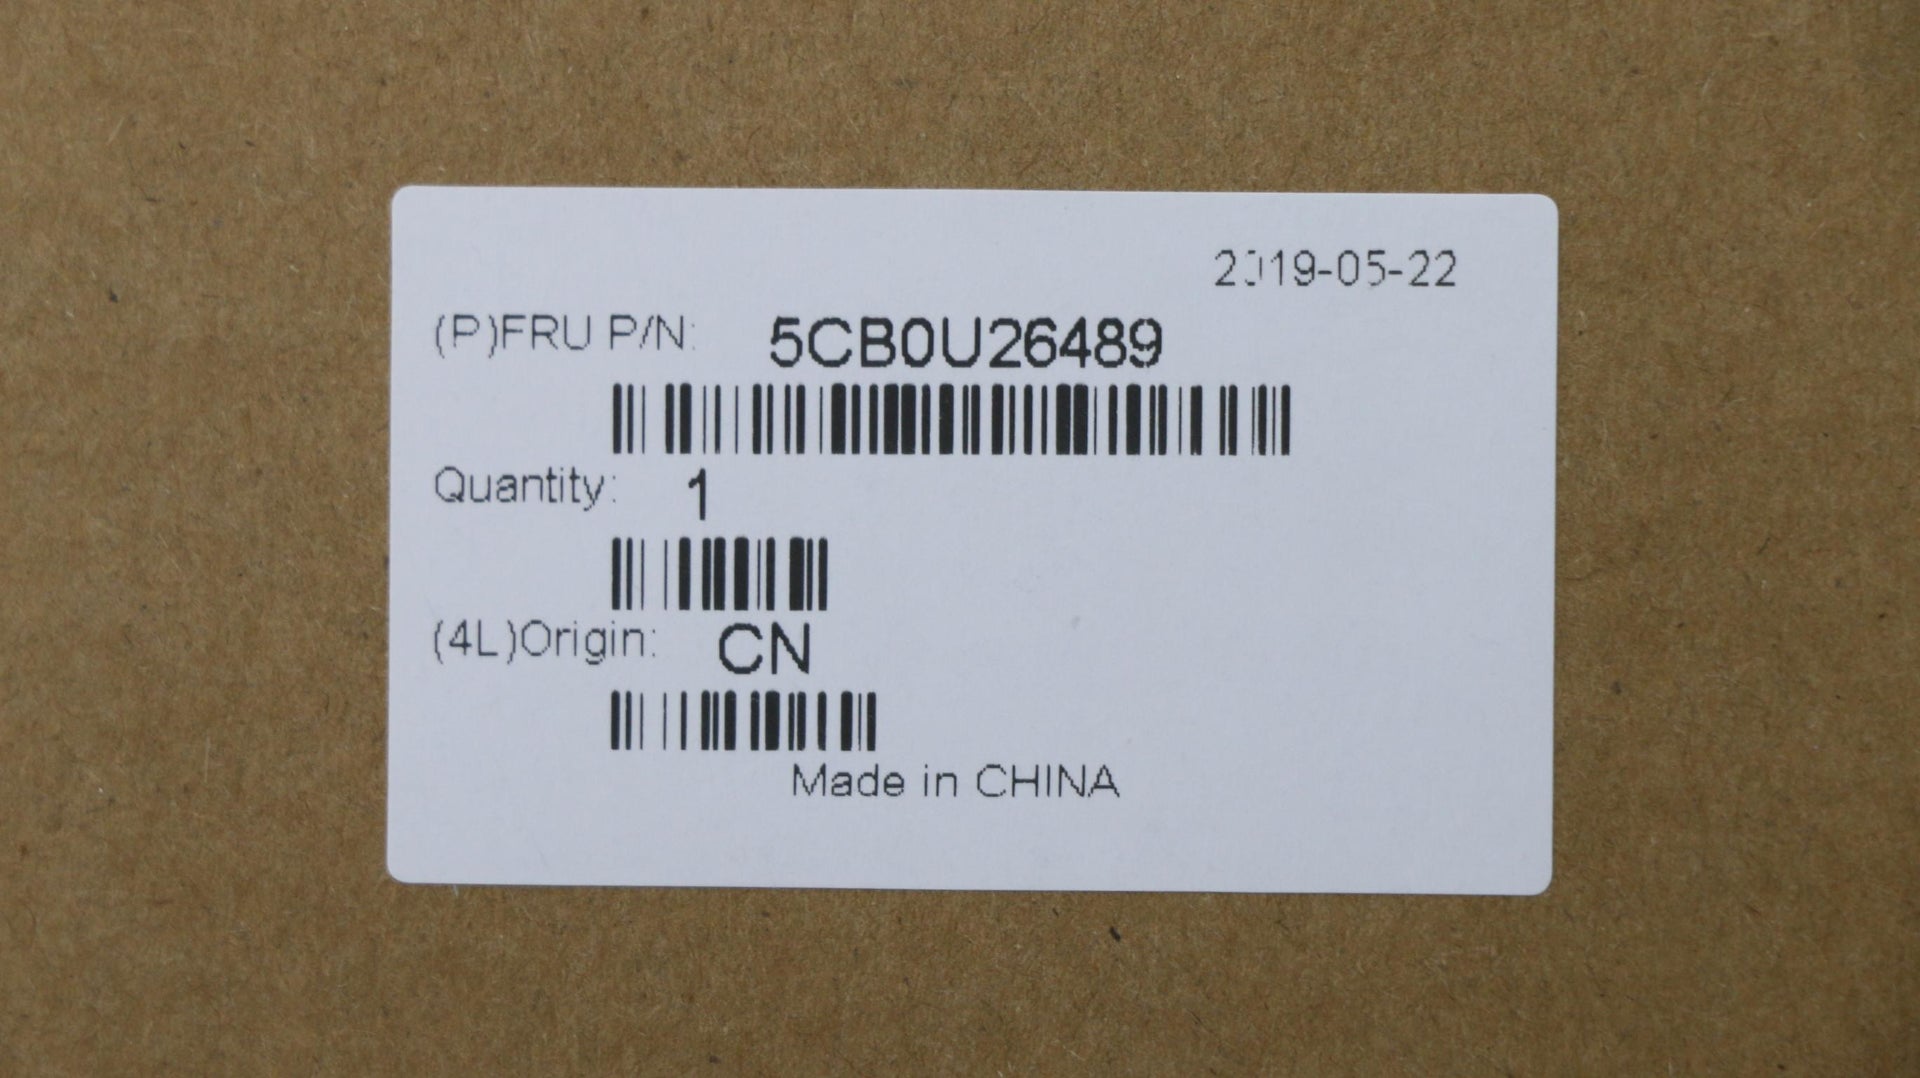 2019-05-22
(P)FRU P/N: 5CB0U26489
Quantity: 1
(4L)Origin: CN
Made in CHINA